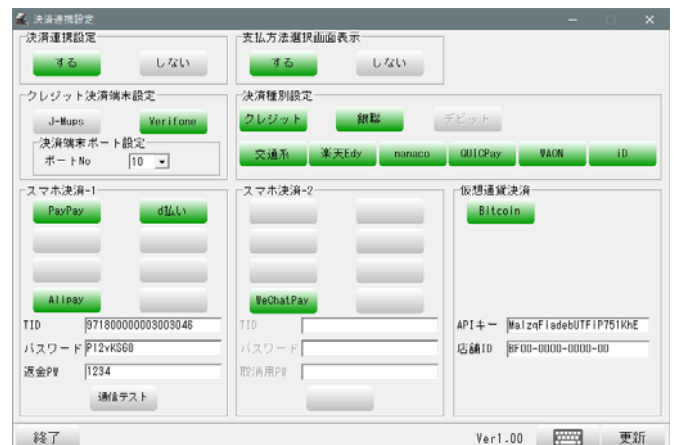 決済連携設定
決済連携設定
する
しない
支払方法選択画面表示
する
しない
クレジット決済端末設定
J-Mups
Verifone
決済端末ポート設定
ポートNo 10
決済種別設定
クレジット
銀聯
デビット
交通系
楽天Edy
nanaco
QUICPay
WAON
iD
スマホ決済-1
PayPay
d払い
Alipay
TID 971800000003003046
パスワード P12vKS60
返金PW 1234
通信テスト
スマホ決済-2
WeChatPay
TID
パスワード
取消用PW
仮想通貨決済
Bitcoin
APIキー MaIzqFIadebUTFIP751KhE
店舗ID BF00-0000-0000-00
終了
Ver1.00
更新